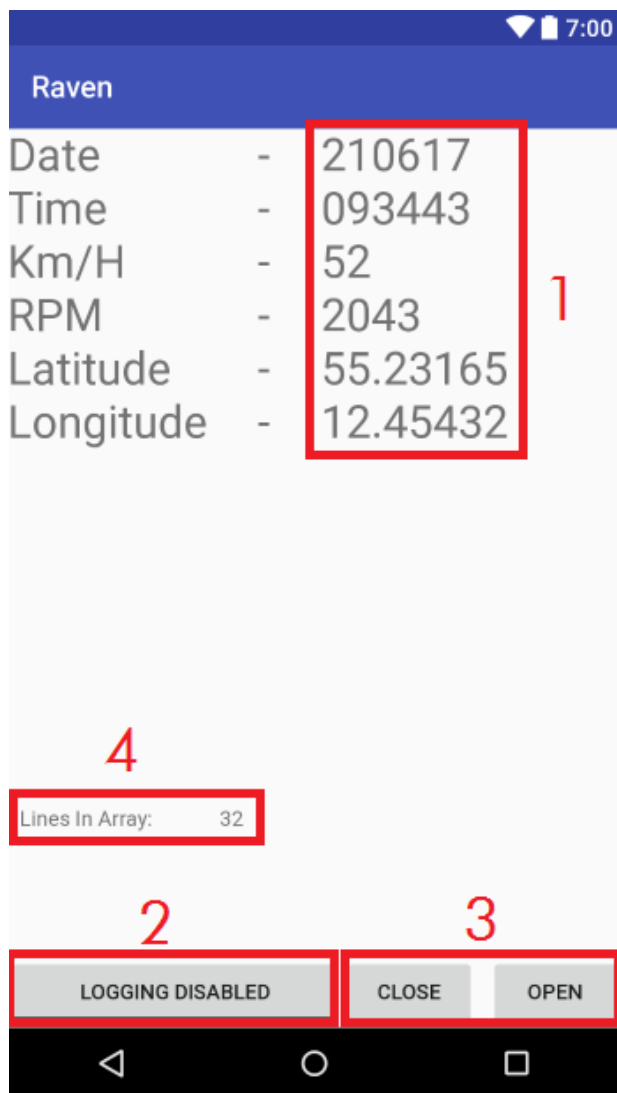 7:00
Raven
Date - 210617
Time - 093443
Km/H - 52
RPM - 2043
Latitude - 55.23165
Longitude - 12.45432
1
4
Lines In Array: 32
2
3
LOGGING DISABLED CLOSE OPEN